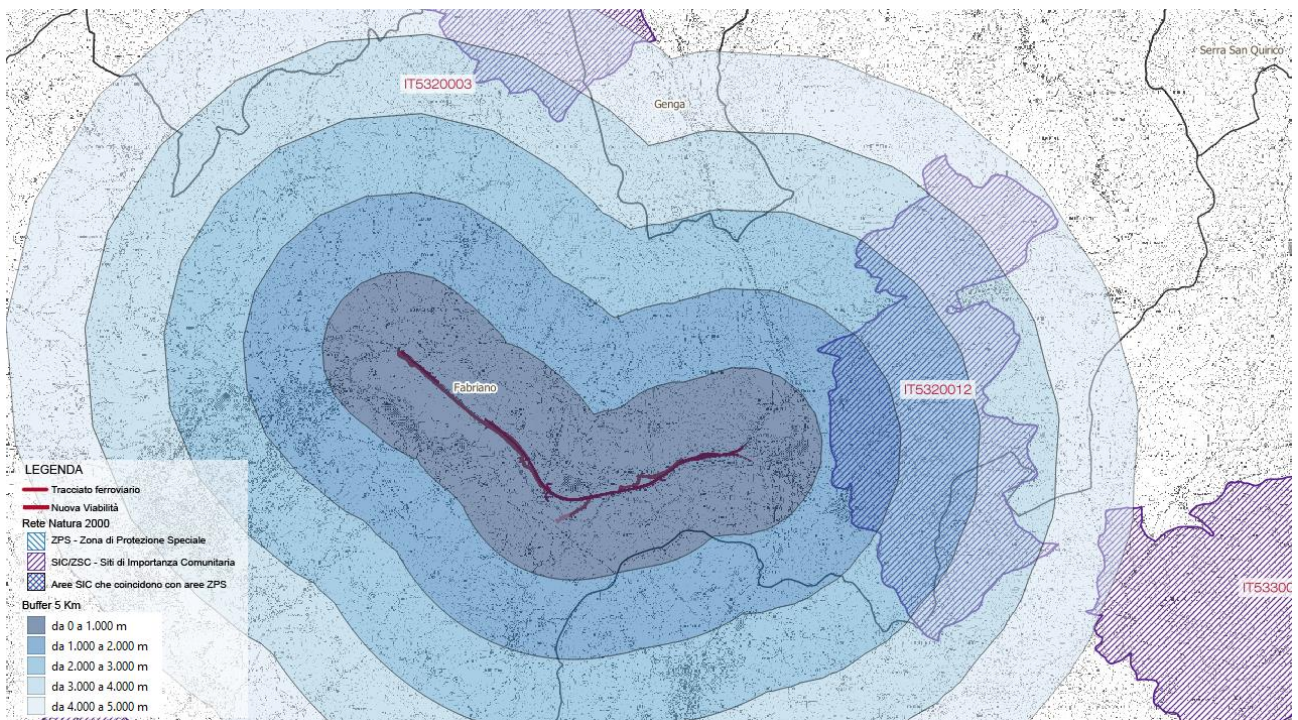 Serra San Quirico
IT5320003
Genga
Fabriano
IT5320012
IT53300
LEGENDA
Tracciato ferroviario
Nuova Viabilità
Rete Natura 2000
ZPS - Zona di Protezione Speciale
SIC/ZSC - Siti di Importanza Comunitaria
Aree SIC che coincidono con aree ZPS
Buffer 5 Km
da 0 a 1.000 m
da 1.000 a 2.000 m
da 2.000 a 3.000 m
da 3.000 a 4.000 m
da 4.000 a 5.000 m